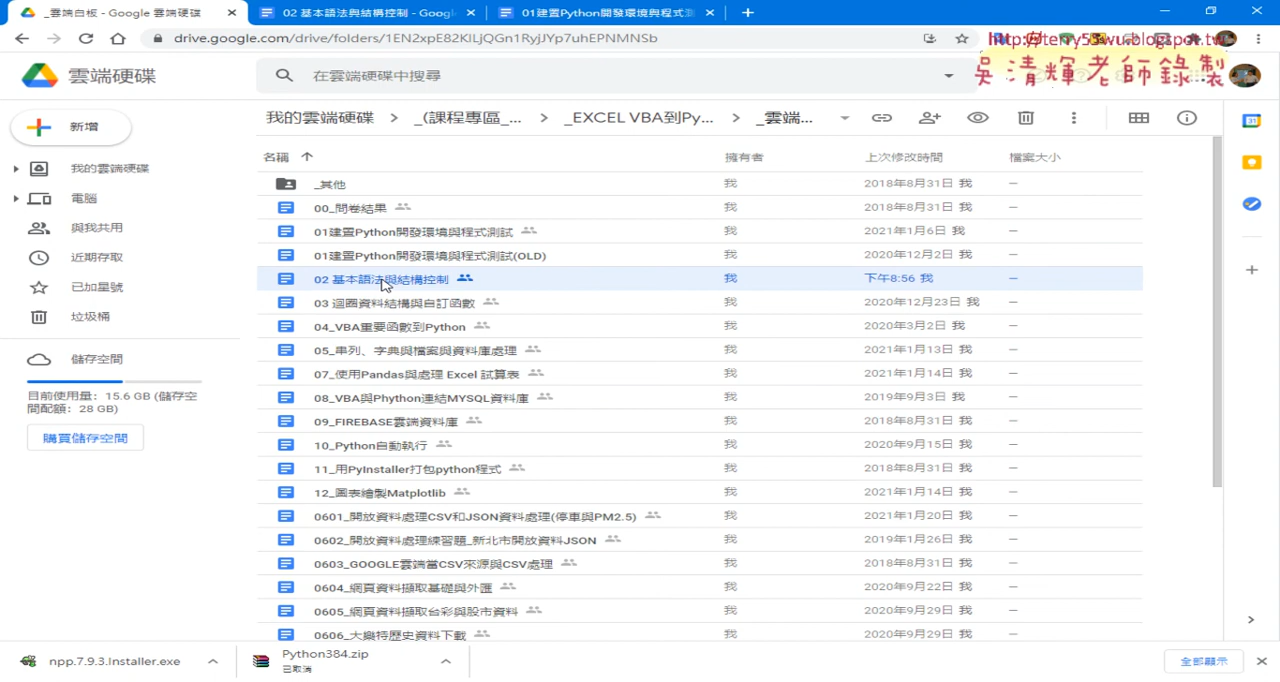 _雲端白板 - Google 雲端硬碟
02 基本語法與結構控制 - Googl
01建置Python開發環境與程式測
drive.google.com/drive/folders/1EN2xpE82KILjQGn1RyjJYp7uhEPNMNSb
http://terry55wu.blogspot.tw
吳清輝老師錄製
雲端硬碟
在雲端硬碟中搜尋
新增
我的雲端硬碟 > _(課程專區_... > _EXCEL VBA到Py... > _雲端...
我的雲端硬碟
電腦
與我共用
近期存取
已加星號
垃圾桶
儲存空間
目前使用量: 15.6 GB (儲存空
間配額: 28 GB)
購買儲存空間
名稱 擁有者 上次修改時間 檔案大小
_其他 我 2018年8月31日 我 —
00_問卷結果 我 2018年8月31日 我 —
01建置Python開發環境與程式測試 我 2021年1月6日 我 —
01建置Python開發環境與程式測試(OLD) 我 2020年12月2日 我 —
02 基本語法與結構控制 我 下午8:56 我 —
03 迴圈資料結構與自訂函數 我 2020年12月23日 我 —
04_VBA重要函數到Python 我 2020年3月2日 我 —
05_串列、字典與檔案與資料庫處理 我 2021年1月13日 我 —
07_使用Pandas與處理 Excel 試算表 我 2021年1月14日 我 —
08_VBA與Phython連結MYSQL資料庫 我 2019年9月3日 我 —
09_FIREBASE雲端資料庫 我 2018年8月31日 我 —
10_Python自動執行 我 2020年9月15日 我 —
11_用PyInstaller打包python程式 我 2018年8月31日 我 —
12_圖表繪製Matplotlib 我 2021年1月14日 我 —
0601_開放資料處理CSV和JSON資料處理(停車與PM2.5) 我 2021年1月20日 我 —
0602_開放資料處理練習題_新北市開放資料JSON 我 2019年1月26日 我 —
0603_GOOGLE雲端當CSV來源與CSV處理 我 2018年8月31日 我 —
0604_網頁資料擷取基礎與外匯 我 2020年9月22日 我 —
0605_網頁資料擷取台彩與股市資料 我 2020年9月29日 我 —
0606_大樂特歷史資料下載 我 2020年9月29日 我 —
npp.7.9.3.Installer.exe
Python384.zip
已取消
全部顯示